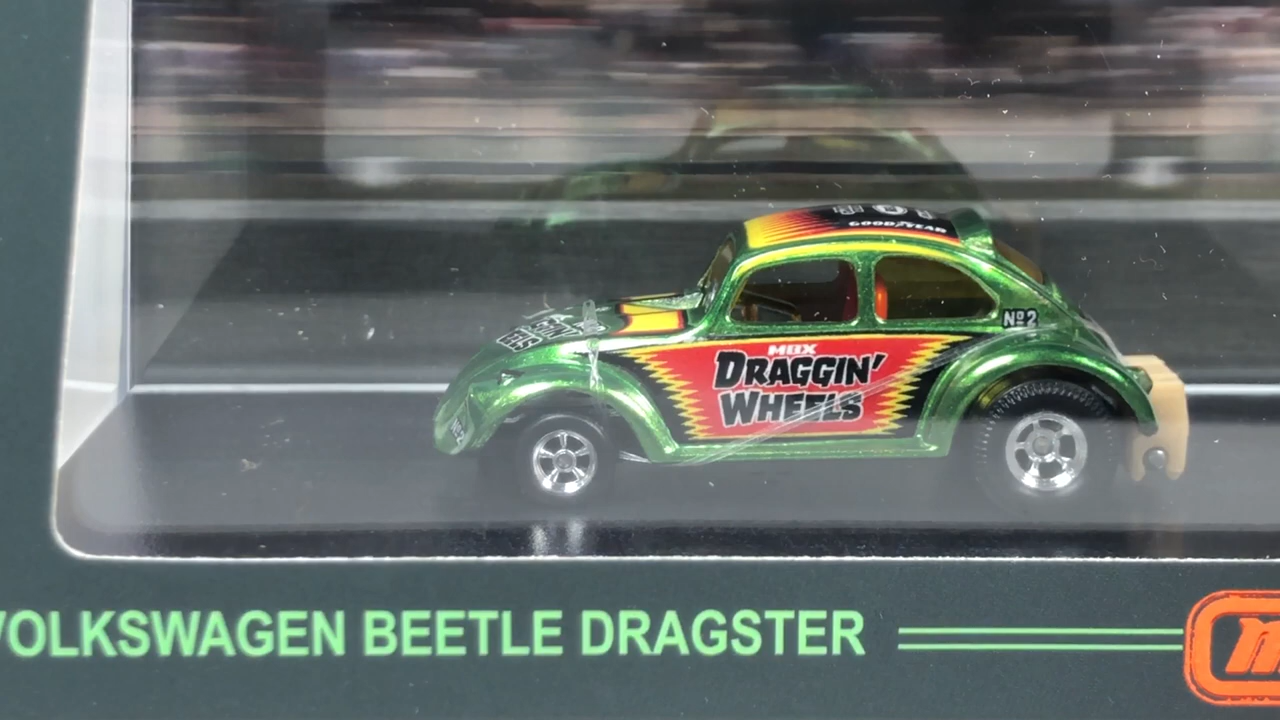 GOODYEAR
Nº2
MBX
DRAGGIN'
WHEELS
VOLKSWAGEN BEETLE DRAGSTER